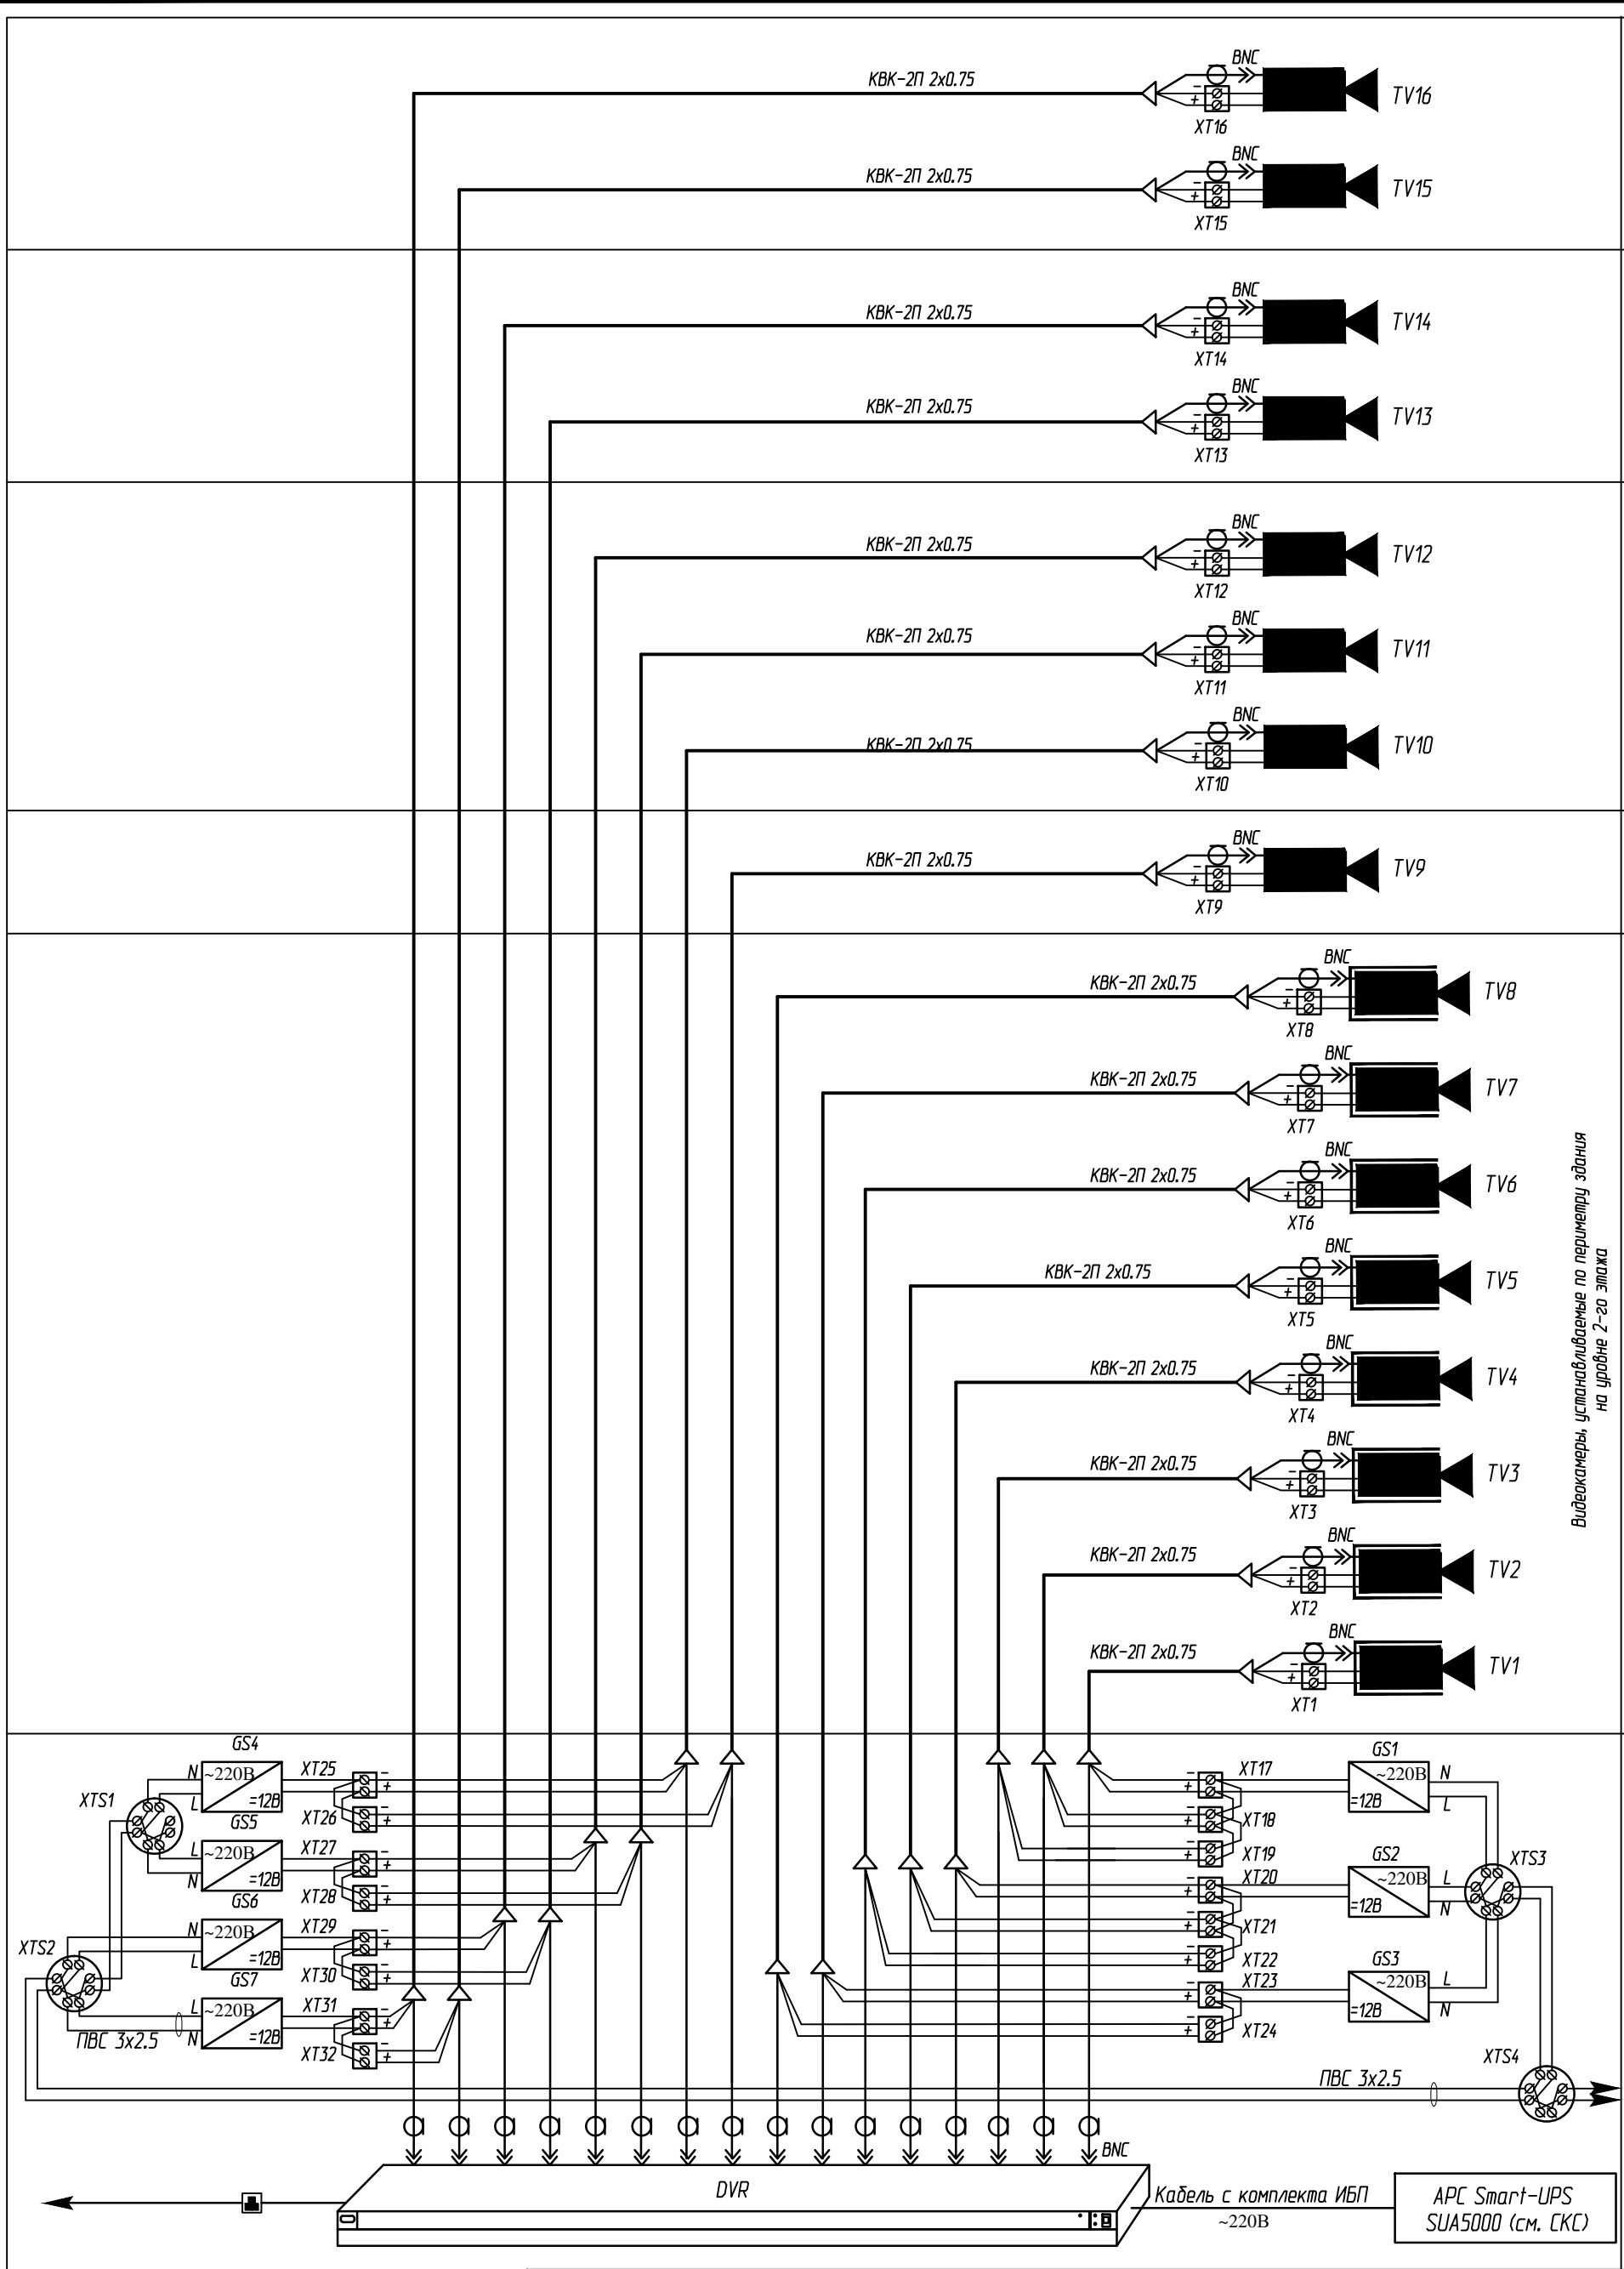 BNC
КВК-2П 2х0.75
- +
XT16
TV16
BNC
КВК-2П 2х0.75
- +
XT15
TV15
BNC
КВК-2П 2х0.75
- +
XT14
TV14
BNC
КВК-2П 2х0.75
- +
XT13
TV13
BNC
КВК-2П 2х0.75
- +
XT12
TV12
BNC
КВК-2П 2х0.75
- +
XT11
TV11
BNC
КВК-2П 2х0.75
- +
XT10
TV10
BNC
КВК-2П 2х0.75
- +
XT9
TV9
BNC
КВК-2П 2х0.75
- +
XT8
TV8
BNC
КВК-2П 2х0.75
- +
XT7
TV7
BNC
КВК-2П 2х0.75
- +
XT6
TV6
BNC
КВК-2П 2х0.75
- +
XT5
TV5
BNC
КВК-2П 2х0.75
- +
XT4
TV4
BNC
КВК-2П 2х0.75
- +
XT3
TV3
BNC
КВК-2П 2х0.75
- +
XT2
TV2
BNC
КВК-2П 2х0.75
- +
XT1
TV1
Видеокамеры, устанавливаемые по периметру здания
на уровне 2-го этажа
XTS1
GS4
N
L
~220В
=12В
XT25
- +
XT26
- +
GS5
L
N
~220В
=12В
XT27
- +
XT28
- +
XTS2
GS6
N
L
~220В
=12В
XT29
- +
XT30
- +
GS7
L
N
~220В
=12В
XT31
- +
XT32
- +
ПВС 3х2.5
- +
XT17
- +
XT18
- +
XT19
GS1
~220В
=12В
N
L
- +
XT20
- +
XT21
- +
XT22
GS2
~220В
=12В
L
N
XTS3
- +
XT23
- +
XT24
GS3
~220В
=12В
L
N
XTS4
ПВС 3х2.5
BNC
DVR
Кабель с комплекта ИБП
~220В
APC Smart-UPS
SUA5000 (см. СКС)